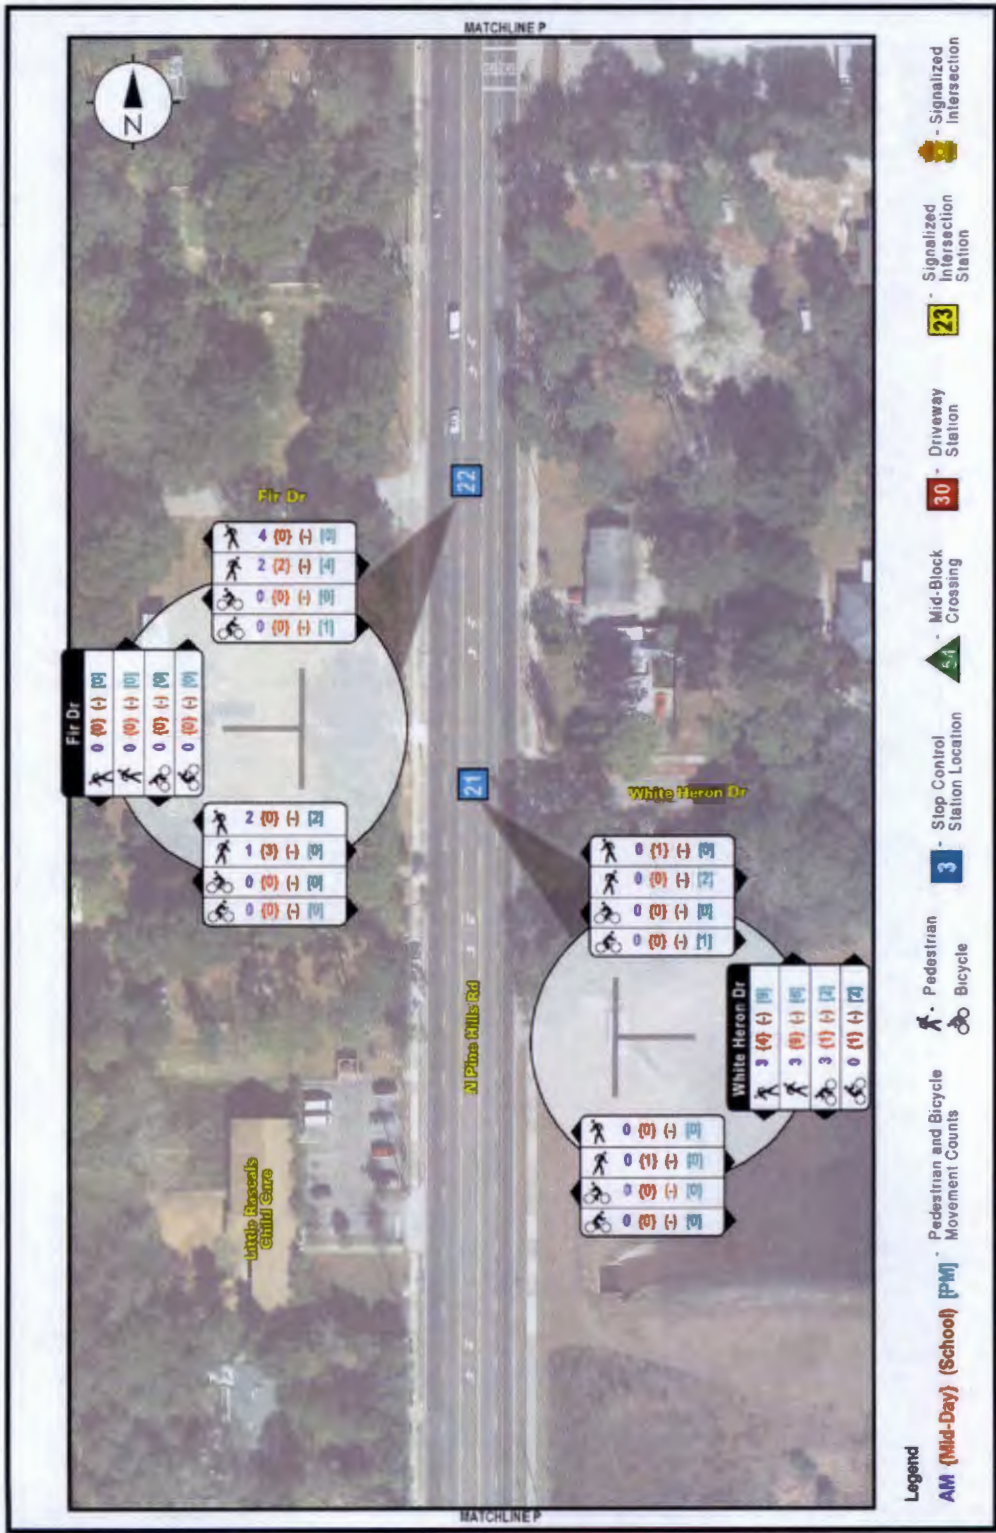 MATCHLINE P
N
Fir Dr
4 {0} (-) [0]
2 {2} (-) [4]
0 {0} (-) [0]
0 {0} (-) [1]
22
Fir Dr
0 {0} (-) [0]
0 {0} (-) [0]
0 {0} (-) [0]
0 {0} (-) [0]
2 {0} (-) [2]
1 {3} (-) [0]
0 {0} (-) [0]
0 {0} (-) [0]
21
White Heron Dr
0 {1} (-) [0]
0 {0} (-) [2]
0 {0} (-) [0]
0 {0} (-) [1]
N Pine Hills Rd
White Heron Dr
3 {4} (-)
3 (-) [6]
3 {1} (-) [2]
0 {1} (-) [2]
0 {0} (-) [0]
0 {1} (-) [0]
0 {0} (-) [0]
0 {0} (-) [0]
Little Rascals
Child Care
MATCHLINE P
Legend
AM {Mid-Day} (School) [PM] - Pedestrian and Bicycle
Movement Counts
- Pedestrian
Bicycle
3 - Stop Control
Station Location
54 - Mid-Block
Crossing
30 - Driveway
Station
23 - Signalized
Intersection
Station
- Signalized
Intersection